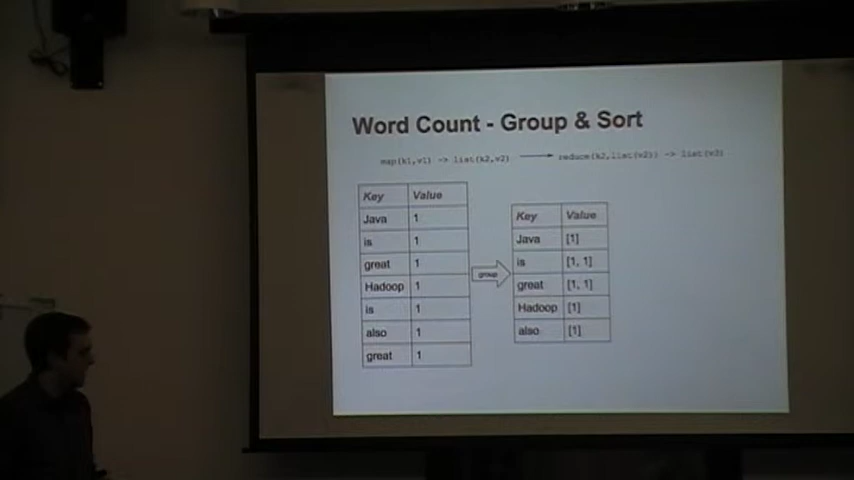 Word Count - Group & Sort
map(k1,v1) -> list(k2,v2) reduce(k2,list(v2)) -> list(v3)
Key Value
Java 1
is 1
great 1
Hadoop 1
is 1
also 1
great 1
group
Key Value
Java [1]
is [1, 1]
great [1, 1]
Hadoop [1]
also [1]